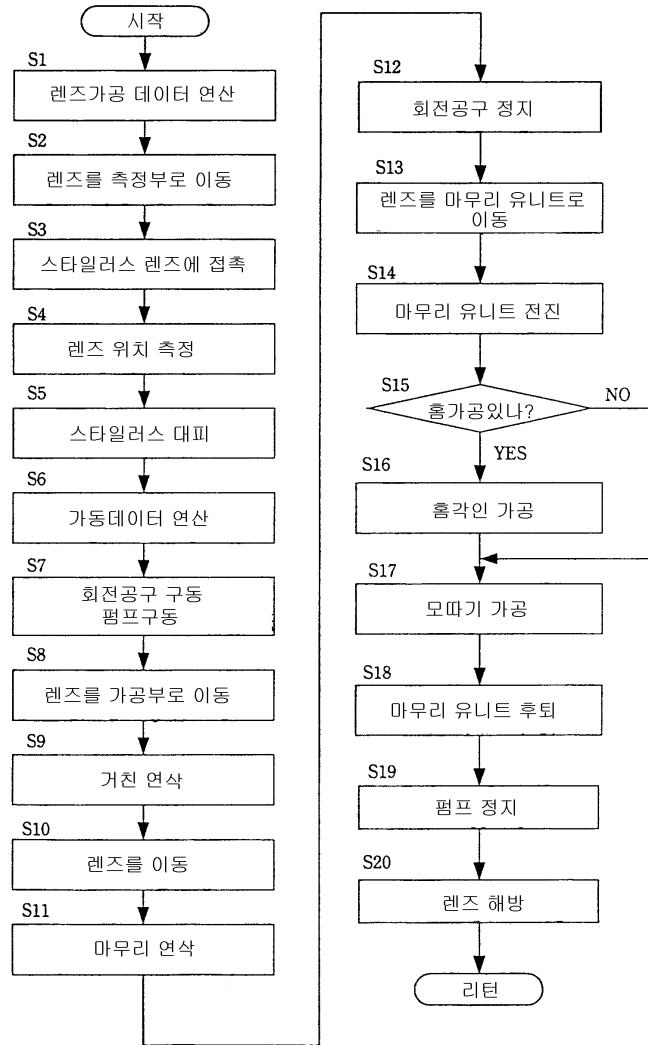 시작
S1
렌즈가공 데이터 연산
S2
렌즈를 측정부로 이동
S3
스타일러스 렌즈에 접촉
S4
렌즈 위치 측정
S5
스타일러스 대피
S6
가동데이터 연산
S7
회전공구 구동
펌프구동
S8
렌즈를 가공부로 이동
S9
거친 연삭
S10
렌즈를 이동
S11
마무리 연삭
S12
회전공구 정지
S13
렌즈를 마무리 유니트로
이동
S14
마무리 유니트 전진
S15
홈가공있나?
NO
YES
S16
홈각인 가공
S17
모따기 가공
S18
마무리 유니트 후퇴
S19
펌프 정지
S20
렌즈 해방
리턴